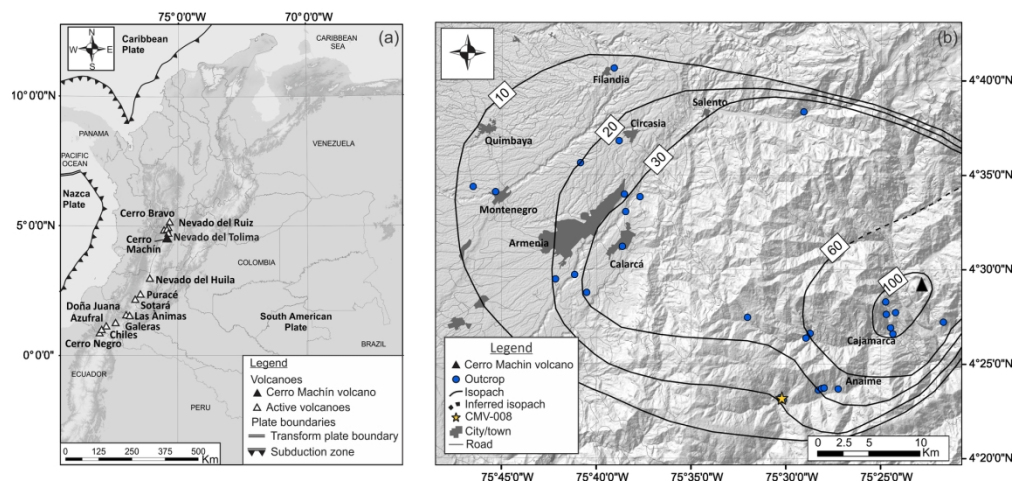 75°0'0"W
70°0'0"W
N
W E
S
Caribbean
Plate
CARIBBEAN
SEA
(a)
10°0'0"N
PANAMA
VENEZUELA
PACIFIC
OCEAN
Nazca
Plate
Cerro Bravo
Nevado del Ruiz
5°0'0"N
Cerro
Machín
Nevado del Tolima
COLOMBIA
Nevado del Huila
Puracé
Doña Juana
Sotará
Azufral
Las Ánimas
Galeras
Chiles
Cerro Negro
South American
Plate
BRAZIL
0°0'0"
ECUADOR
PERU
Legend
Volcanoes
Cerro Machín volcano
Active volcanoes
Plate boundaries
Transform plate boundary
Subduction zone
0 125 250 375 500
Km
(b)
Filandia
4°40'0"N
10
Salento
20
Circasia
Quimbaya
30
4°35'0"N
Montenegro
Armenia
Calarcá
60
4°30'0"N
100
Cajamarca
4°25'0"N
Anaime
Legend
Cerro Machin volcano
Outcrop
Isopach
Inferred isopach
CMV-008
City/town
Road
0 2.5 5 10
Km
4°20'0"N
75°45'0"W
75°40'0"W
75°35'0"W
75°30'0"W
75°25'0"W